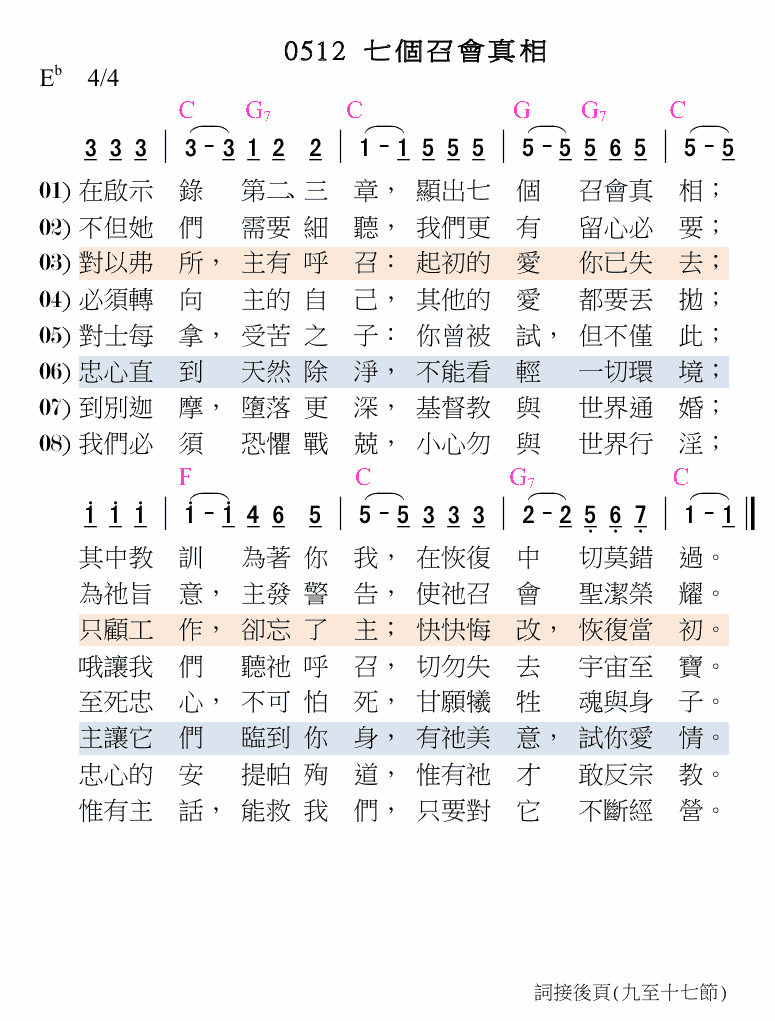 0512 七個召會真相
E♭ 4/4
C G7 C G G7 C
3 3 3 | 3 - 3 1 2 2 | 1 - 1 5 5 5 | 5 - 5 5 6 5 | 5 - 5
01) 在啟示 錄 第二、三 章，顯出七 個 召會真 相；
02) 不但她 們 需要 細 聽，我們更 有 留心必 要；
03) 對以弗 所，主有 呼 召：起初的 愛 你已失 去；
04) 必須轉 向 主的 自 己，其他的 愛 都要丟 拋；
05) 對士每 拿，受苦 之 子：你曾被 試，但不僅 此；
06) 忠心直 到 天然 除 淨，不能看 輕 一切環 境；
07) 到別迦 摩，墮落 更 深，基督教 與 世界通 婚；
08) 我們必 須 恐懼 戰 兢，小心勿 與 世界行 淫；
F C G7 C
i i i | i - i 4 6 5 | 5 - 5 3 3 3 | 2 - 2 5 6 7 | 1 - 1 ‖
其中教 訓 為著 你 我，在恢復 中 切莫錯 過。
為祂旨 意，主發 警 告，使祂召 會 聖潔榮 耀。
只顧工 作，卻忘 了 主；快快悔 改，恢復當 初。
哦讓我 們 聽祂 呼 召，切勿失 去 宇宙至 寶。
至死忠 心，不可 怕 死，甘願犧 牲 魂與身 子。
主讓它 們 臨到 你 身，有祂美 意，試你愛 情。
忠心的 安 提帕 殉 道，惟有祂 才 敢反宗 教。
惟有主 話，能救 我 們，只要對 它 不斷經 營。
詞接後頁(九至十七節)